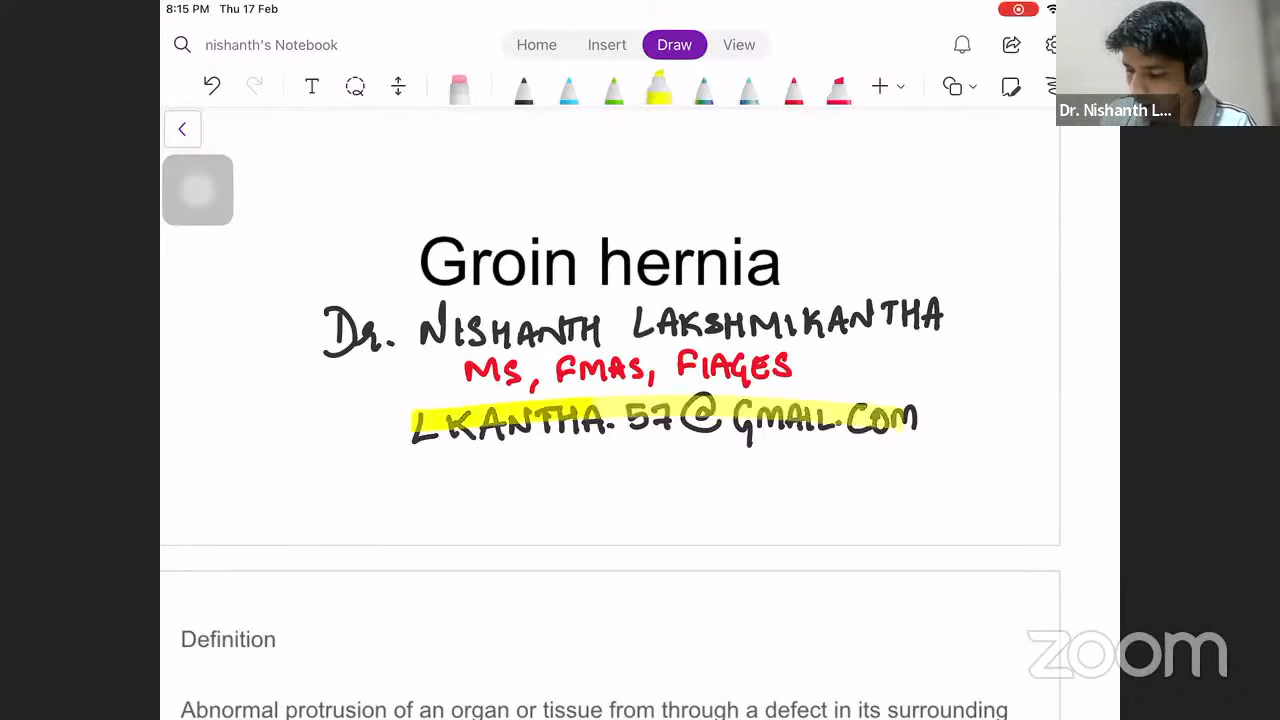 8:15 PM Thu 17 Feb
nishanth's Notebook
Home Insert Draw View
Dr. Nishanth L...
Groin hernia
Dr. NISHANTH LAKSHMIKANTHA
MS, FMAS, FIAGES
LKANTHA.57@GMAIL.COM
Definition
Abnormal protrusion of an organ or tissue from through a defect in its surrounding
zoom